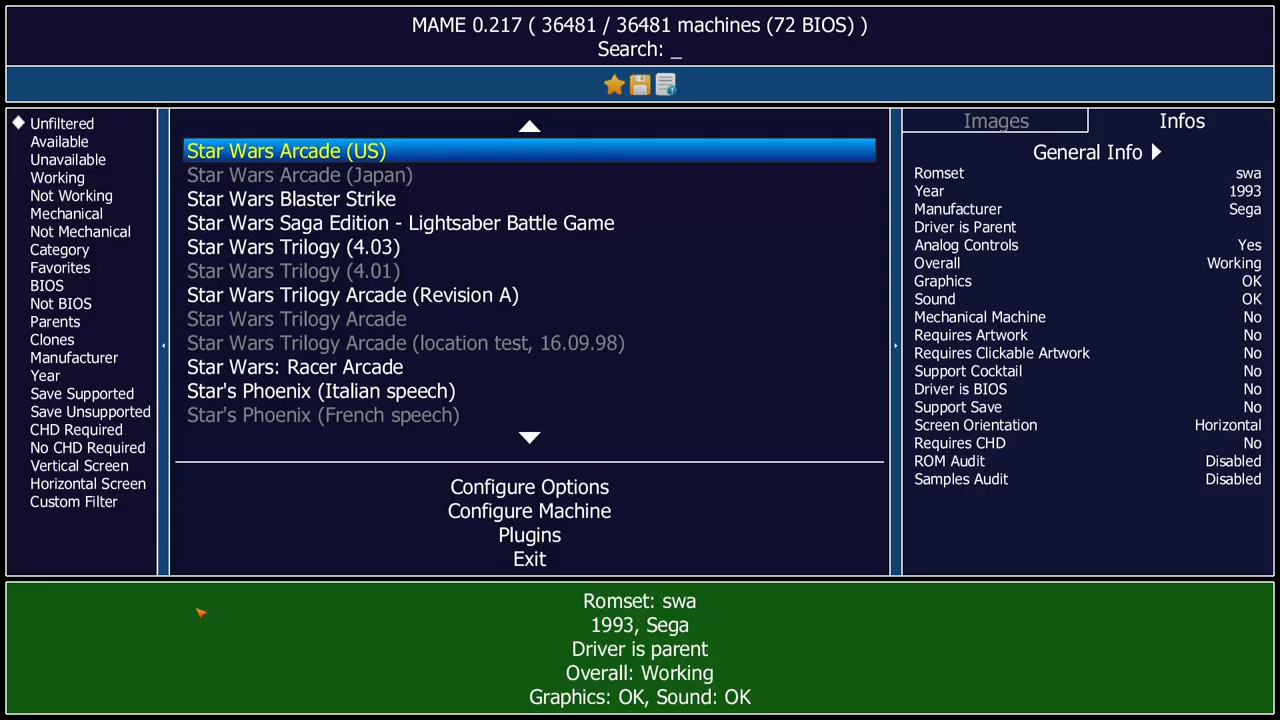 MAME 0.217 ( 36481 / 36481 machines (72 BIOS) )
Search: _
Unfiltered
Available
Unavailable
Working
Not Working
Mechanical
Not Mechanical
Category
Favorites
BIOS
Not BIOS
Parents
Clones
Manufacturer
Year
Save Supported
Save Unsupported
CHD Required
No CHD Required
Vertical Screen
Horizontal Screen
Custom Filter
Star Wars Arcade (US)
Star Wars Arcade (Japan)
Star Wars Blaster Strike
Star Wars Saga Edition - Lightsaber Battle Game
Star Wars Trilogy (4.03)
Star Wars Trilogy (4.01)
Star Wars Trilogy Arcade (Revision A)
Star Wars Trilogy Arcade
Star Wars Trilogy Arcade (location test, 16.09.98)
Star Wars: Racer Arcade
Star's Phoenix (Italian speech)
Star's Phoenix (French speech)
Configure Options
Configure Machine
Plugins
Exit
Images Infos
General Info
Romset swa
Year 1993
Manufacturer Sega
Driver is Parent
Analog Controls Yes
Overall Working
Graphics OK
Sound OK
Mechanical Machine No
Requires Artwork No
Requires Clickable Artwork No
Support Cocktail No
Driver is BIOS No
Support Save No
Screen Orientation Horizontal
Requires CHD No
ROM Audit Disabled
Samples Audit Disabled
Romset: swa
1993, Sega
Driver is parent
Overall: Working
Graphics: OK, Sound: OK